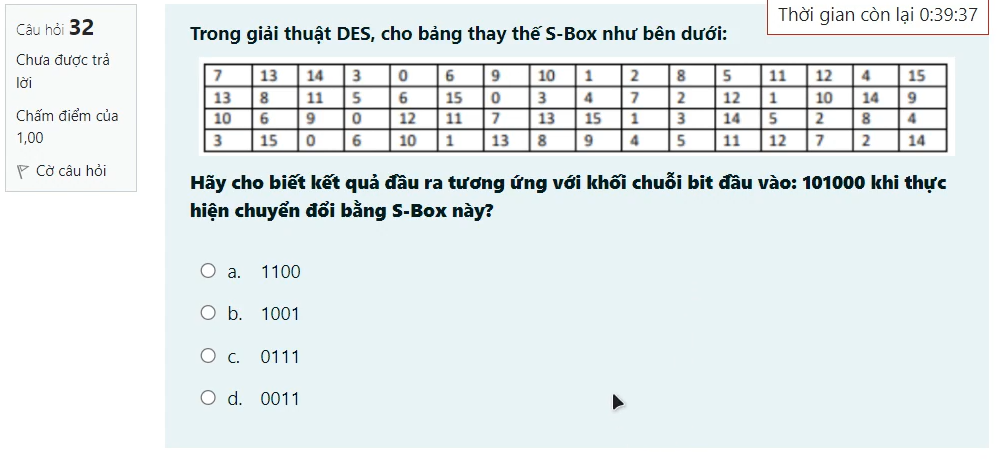 Câu hỏi 32
Chưa được trả
lời
Chấm điểm của
1,00
Cờ câu hỏi
Thời gian còn lại 0:39:37
Trong giải thuật DES, cho bảng thay thế S-Box như bên dưới:
7 13 14 3 0 6 9 10 1 2 8 5 11 12 4 15
13 8 11 5 6 15 0 3 4 7 2 12 1 10 14 9
10 6 9 0 12 11 7 13 15 1 3 14 5 2 8 4
3 15 0 6 10 1 13 8 9 4 5 11 12 7 2 14
Hãy cho biết kết quả đầu ra tương ứng với khối chuỗi bit đầu vào: 101000 khi thực
hiện chuyển đổi bằng S-Box này?
a. 1100
b. 1001
c. 0111
d. 0011